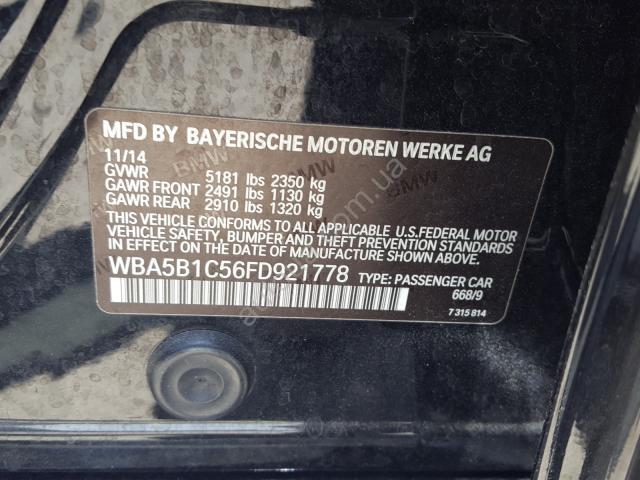 MFD BY BAYERISCHE MOTOREN WERKE AG
11/14
GVWR 5181 lbs 2350 kg
GAWR FRONT 2491 lbs 1130 kg
GAWR REAR 2910 lbs 1320 kg
THIS VEHICLE CONFORMS TO ALL APPLICABLE U.S.FEDERAL MOTOR
VEHICLE SAFETY, BUMPER, AND THEFT PREVENTION STANDARDS
IN EFFECT ON THE DATE OF MANUFACTURE SHOWN ABOVE.
WBA5B1C56FD921778 TYPE: PASSENGER CAR
668/9
7 315 814